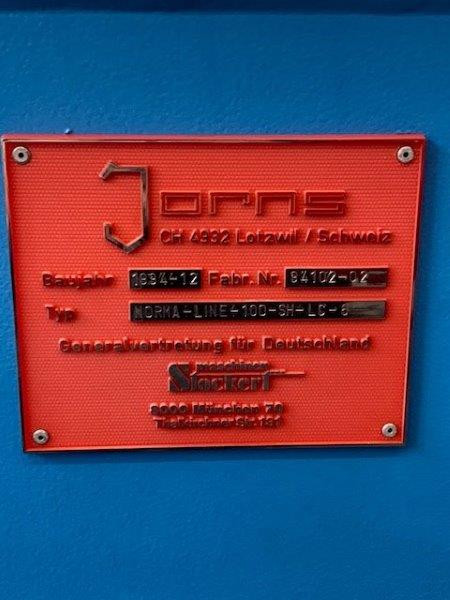 Jorns
CH 4932 Lotzwil / Schweiz
Baujahr 1994-12 Fabr. Nr. 94102-02
Typ NORMA-LINE-100-SH-LC-6
Generalvertretung für Deutschland
maschinen
Stockert
8000 München 70
Thalkirchner Str. 191